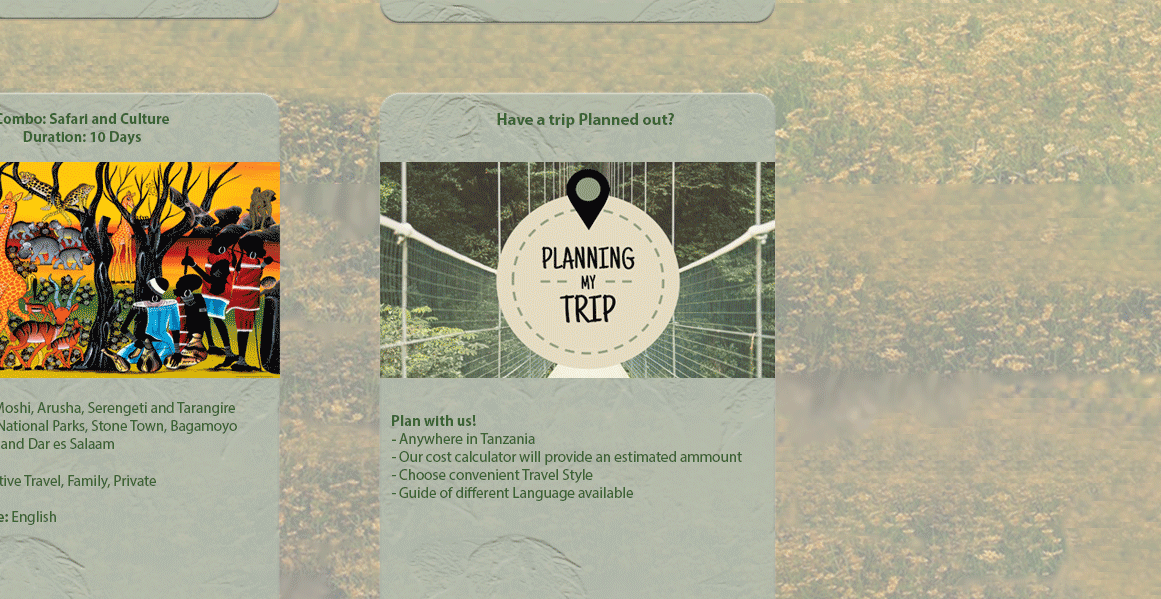 Combo: Safari and Culture
Duration: 10 Days
Moshi, Arusha, Serengeti and Tarangire
National Parks, Stone Town, Bagamoyo
and Dar es Salaam
tive Travel, Family, Private
e: English
Have a trip Planned out?
PLANNING
MY
TRIP
Plan with us!
- Anywhere in Tanzania
- Our cost calculator will provide an estimated ammount
- Choose convenient Travel Style
- Guide of different Language available